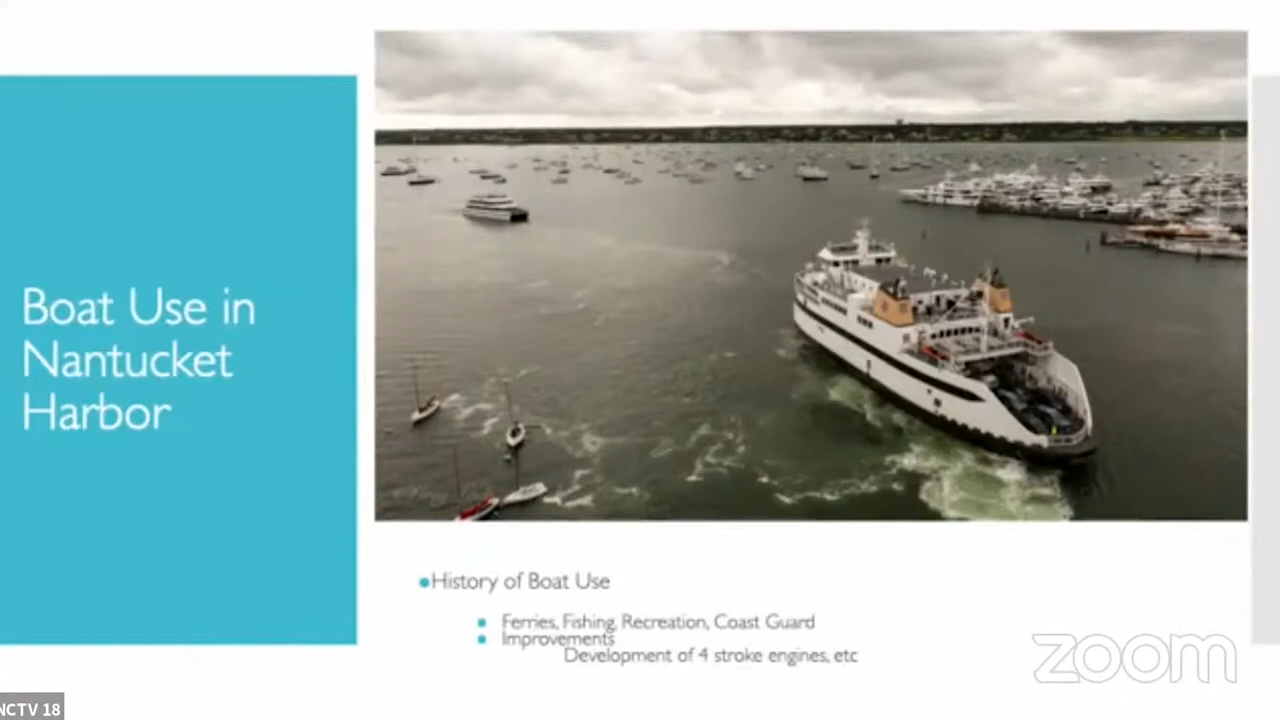 Boat Use in
Nantucket
Harbor
History of Boat Use
Ferries, Fishing, Recreation, Coast Guard
Improvements
Development of 4 stroke engines, etc
zoom
NCTV 18